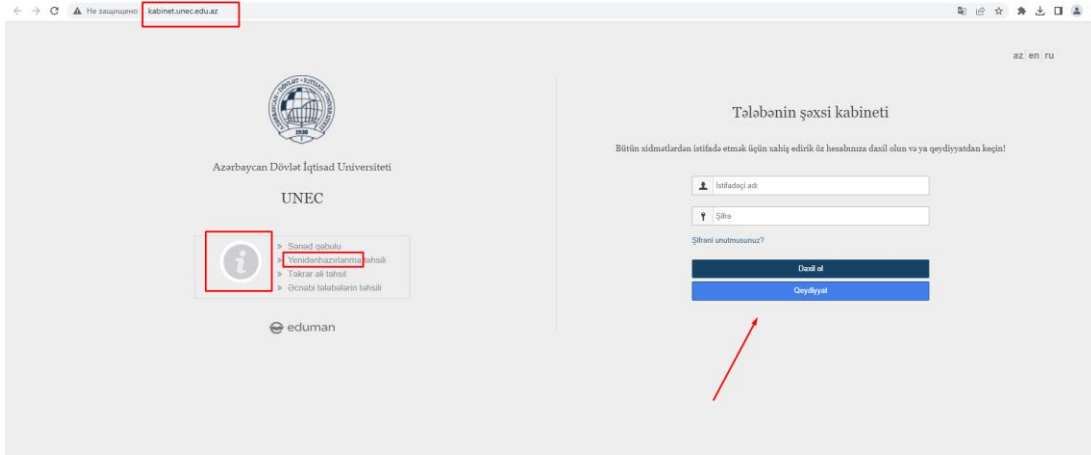 Не защищено kabinet.unec.edu.az
az en ru
1930
Azərbaycan Dövlət İqtisad Universiteti
UNEC
» Sənəd qəbulu
» Yenidənhazırlanma təhsili
» Təkrar ali təhsil
» Əcnəbi tələbələrin təhsili
eduman
Tələbənin şəxsi kabineti
Bütün xidmətlərdən istifadə etmək üçün xahiş edirik öz hesabınıza daxil olun və ya qeydiyyatdan keçin!
İstifadəçi adı
Şifrə
Şifrəni unutmusunuz?
Daxil ol
Qeydiyyat